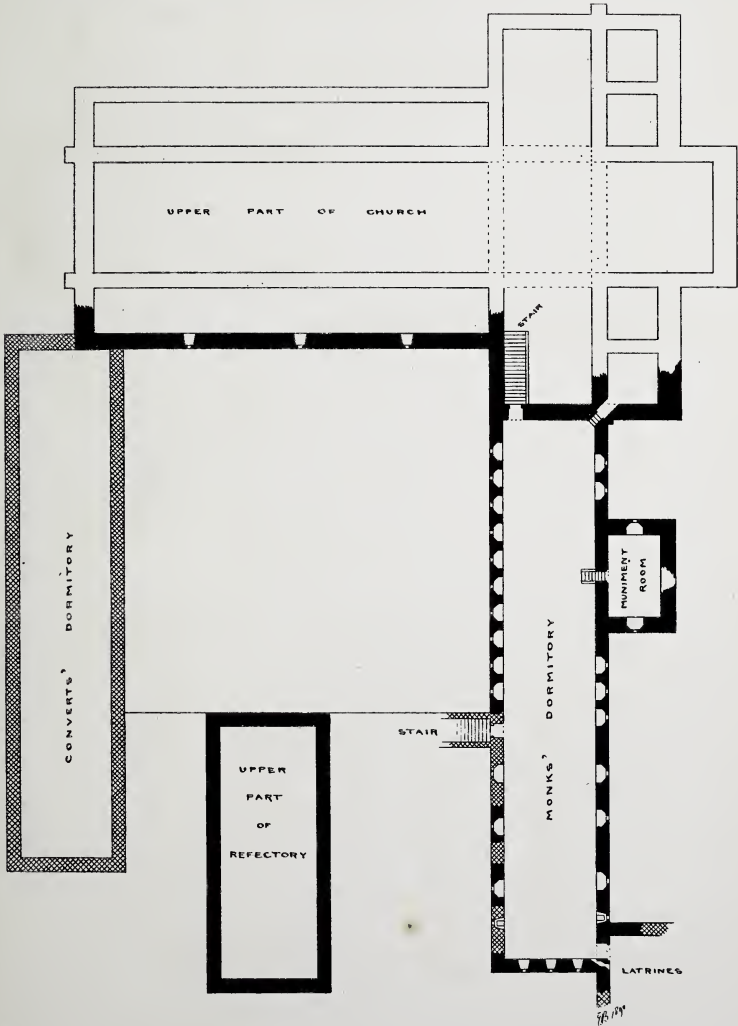 UPPER PART OF CHURCH
STAIR
CONVERTS' DORMITORY
MUNIMENT
ROOM
MONKS' DORMITORY
STAIR
UPPER
PART
OF
REFECTORY
LATRINES